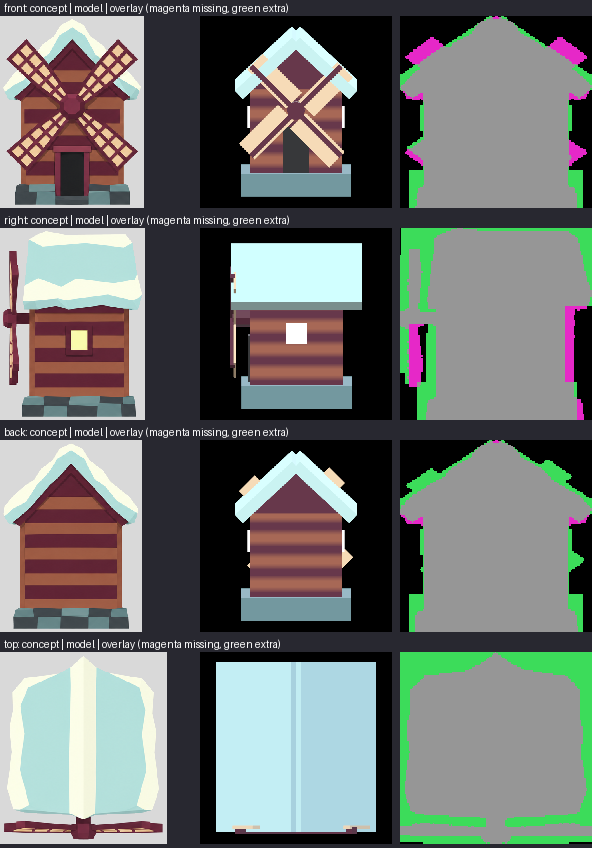 front: concept | model | overlay (magenta missing, green extra)
right: concept | model | overlay (magenta missing, green extra)
back: concept | model | overlay (magenta missing, green extra)
top: concept | model | overlay (magenta missing, green extra)